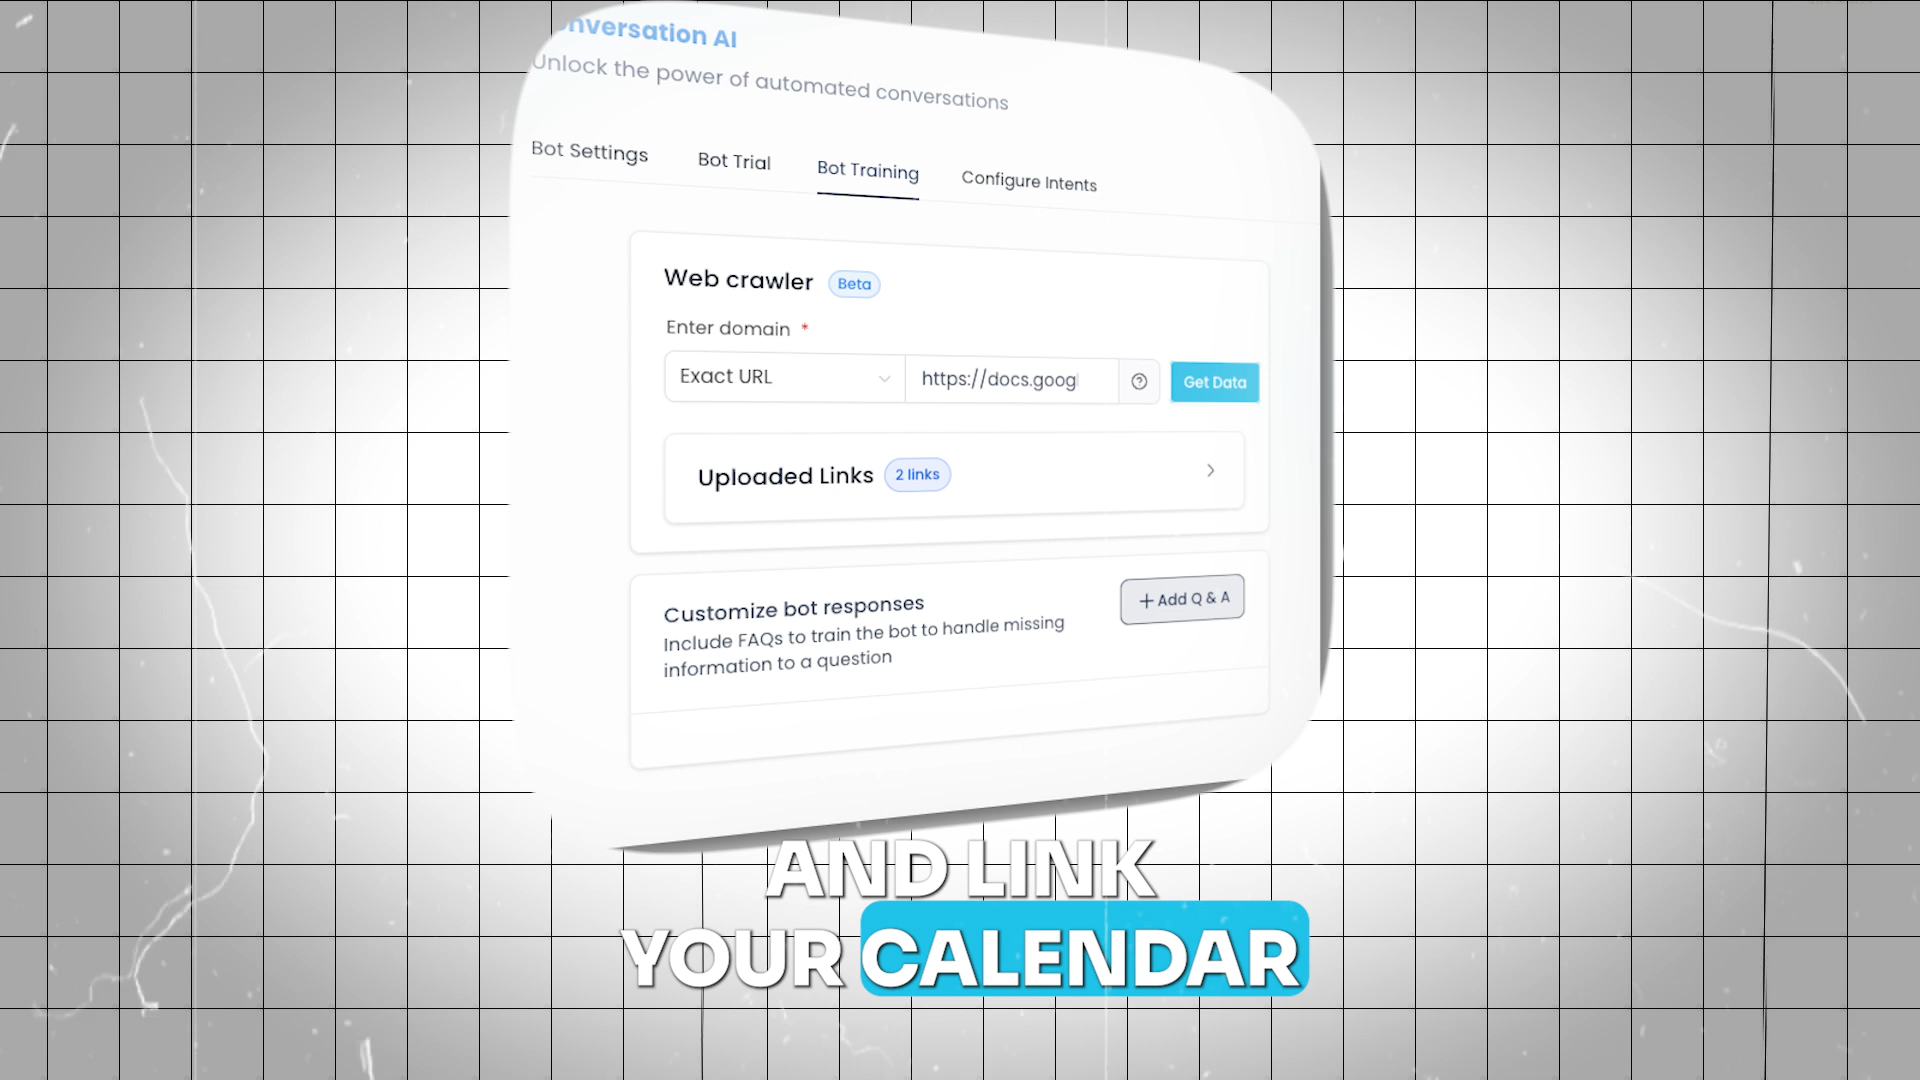 nversation AI
Unlock the power of automated conversations
Bot Settings Bot Trial Bot Training Configure Intents
Web crawler Beta
Enter domain *
Exact URL https://docs.goog Get Data
Uploaded Links 2 links
Customize bot responses
+ Add Q & A
Include FAQs to train the bot to handle missing
information to a question
AND LINK
YOUR CALENDAR